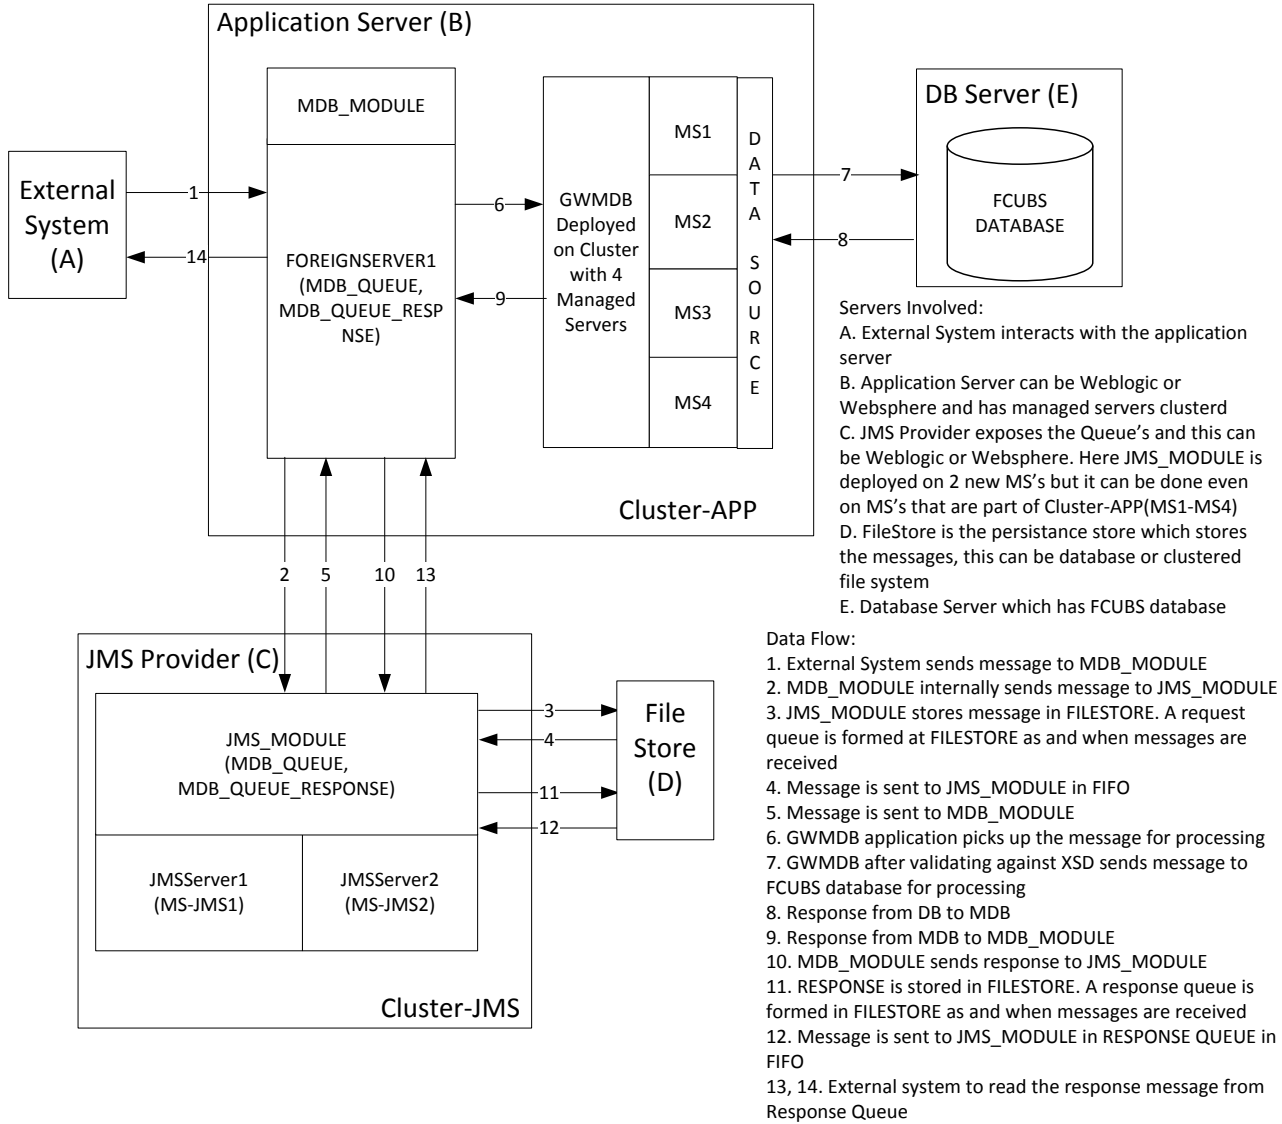 Application Server (B)
MDB_MODULE
FOREIGNSERVER1
(MDB_QUEUE,
MDB_QUEUE_RESP
NSE)
GWMDB
Deployed
on Cluster
with 4
Managed
Servers
MS1
MS2
MS3
MS4
D
A
T
A
S
O
U
R
C
E
Cluster-APP
External
System
(A)
1
14
6
9
7
8
DB Server (E)
FCUBS
DATABASE
2
5
10
13
JMS Provider (C)
JMS_MODULE
(MDB_QUEUE,
MDB_QUEUE_RESPONSE)
JMSServer1
(MS-JMS1)
JMSServer2
(MS-JMS2)
Cluster-JMS
3
4
11
12
File
Store
(D)
Servers Involved:
A. External System interacts with the application
server
B. Application Server can be Weblogic or
Websphere and has managed servers clusterd
C. JMS Provider exposes the Queue's and this can
be Weblogic or Websphere. Here JMS_MODULE is
deployed on 2 new MS's but it can be done even
on MS's that are part of Cluster-APP(MS1-MS4)
D. FileStore is the persistance store which stores
the messages, this can be database or clustered
file system
E. Database Server which has FCUBS database
Data Flow:
1. External System sends message to MDB_MODULE
2. MDB_MODULE internally sends message to JMS_MODULE
3. JMS_MODULE stores message in FILESTORE. A request
queue is formed at FILESTORE as and when messages are
received
4. Message is sent to JMS_MODULE in FIFO
5. Message is sent to MDB_MODULE
6. GWMDB application picks up the message for processing
7. GWMDB after validating against XSD sends message to
FCUBS database for processing
8. Response from DB to MDB
9. Response from MDB to MDB_MODULE
10. MDB_MODULE sends response to JMS_MODULE
11. RESPONSE is stored in FILESTORE. A response queue is
formed in FILESTORE as and when messages are received
12. Message is sent to JMS_MODULE in RESPONSE QUEUE in
FIFO
13, 14. External system to read the response message from
Response Queue